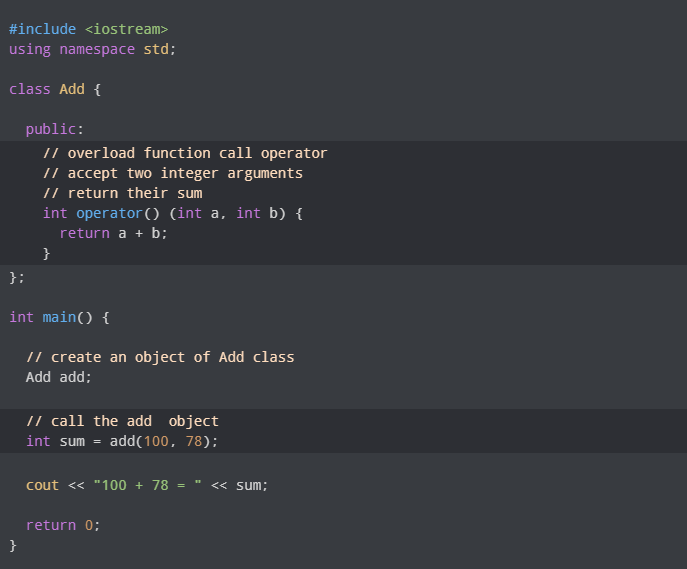 #include <iostream>
using namespace std;
class Add {
  public:
    // overload function call operator
    // accept two integer arguments
    // return their sum
    int operator() (int a, int b) {
      return a + b;
    }
};
int main() {
  // create an object of Add class
  Add add;
  // call the add  object
  int sum = add(100, 78);
  cout << "100 + 78 = " << sum;
  return 0;
}